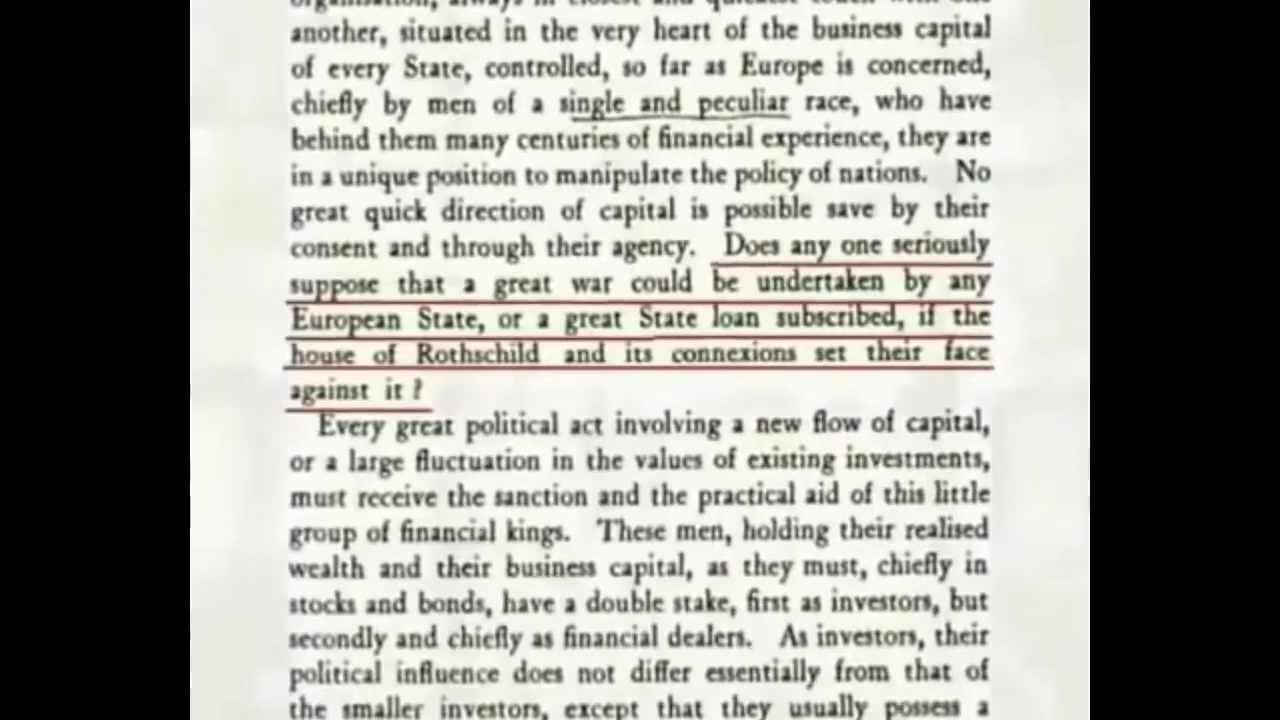 another, situated in the very heart of the business capital
of every State, controlled, so far as Europe is concerned,
chiefly by men of a single and peculiar race, who have
behind them many centuries of financial experience, they are
in a unique position to manipulate the policy of nations. No
great quick direction of capital is possible save by their
consent and through their agency. Does any one seriously
suppose that a great war could be undertaken by any
European State, or a great State loan subscribed, if the
house of Rothschild and its connexions set their face
against it ?
Every great political act involving a new flow of capital,
or a large fluctuation in the values of existing investments,
must receive the sanction and the practical aid of this little
group of financial kings. These men, holding their realised
wealth and their business capital, as they must, chiefly in
stocks and bonds, have a double stake, first as investors, but
secondly and chiefly as financial dealers. As investors, their
political influence does not differ essentially from that of
the smaller investors, except that they usually possess a